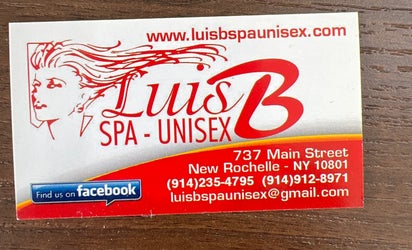 www.luisbspaunisex.com
Luis B
SPA - UNISEX
737 Main Street
New Rochelle - NY 10801
(914)235-4795 (914)912-8971
Find us on facebook
luisbspaunisex@gmail.com